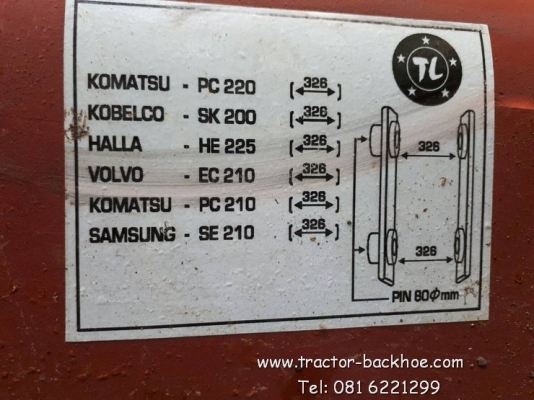 TL
KOMATSU - PC 220 326
KOBELCO - SK 200 326
HALLA - HE 225 326
VOLVO - EC 210 326
KOMATSU - PC 210 326
SAMSUNG - SE 210 326
326
326
PIN 80Φmm
www.tractor-backhoe.com
Tel: 081 6221299